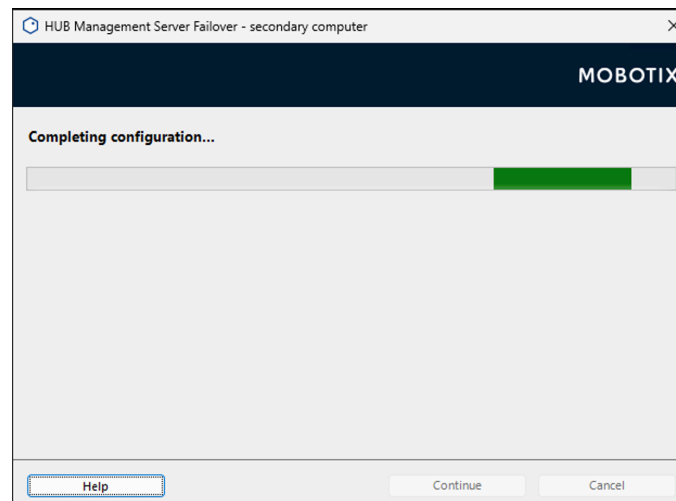 HUB Management Server Failover - secondary computer
MOBOTIX
Completing configuration...
Help
Continue
Cancel